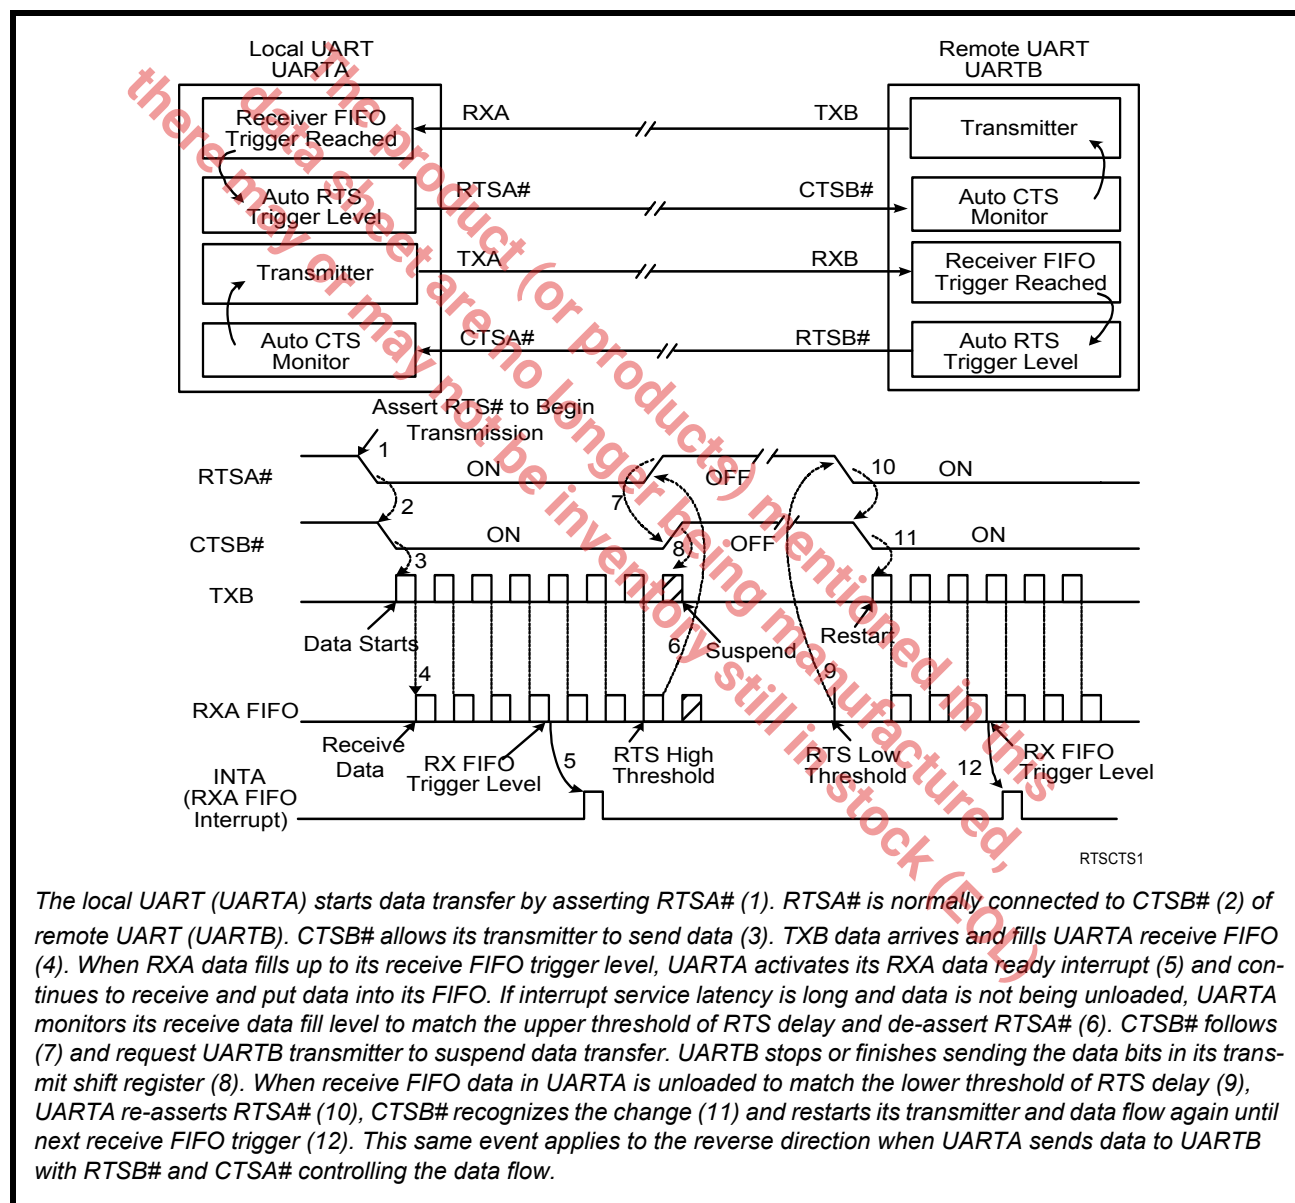 Local UART
UARTA
Remote UART
UARTB
Receiver FIFO
Trigger Reached
RXA
TXB
Transmitter
Auto RTS
Trigger Level
RTSA#
CTSB#
Auto CTS
Monitor
Transmitter
TXA
RXB
Receiver FIFO
Trigger Reached
Auto CTS
Monitor
CTSA#
RTSB#
Auto RTS
Trigger Level
Assert RTS# to Begin
Transmission
1
RTSA#
ON
OFF
10
ON
2
7
CTSB#
ON
8
OFF
11
ON
3
TXB
Data Starts
6
Suspend
Restart
4
9
RXA FIFO
Receive
Data
RX FIFO
Trigger Level
5
RTS High
Threshold
RTS Low
Threshold
12
RX FIFO
Trigger Level
INTA
(RXA FIFO
Interrupt)
RTSCTS1
The product (or products) mentioned in this
data sheet are no longer being manufactured,
there may or may not be inventory still in stock (EOL)
The local UART (UARTA) starts data transfer by asserting RTSA# (1). RTSA# is normally connected to CTSB# (2) of
remote UART (UARTB). CTSB# allows its transmitter to send data (3). TXB data arrives and fills UARTA receive FIFO
(4). When RXA data fills up to its receive FIFO trigger level, UARTA activates its RXA data ready interrupt (5) and con-
tinues to receive and put data into its FIFO. If interrupt service latency is long and data is not being unloaded, UARTA
monitors its receive data fill level to match the upper threshold of RTS delay and de-assert RTSA# (6). CTSB# follows
(7) and request UARTB transmitter to suspend data transfer. UARTB stops or finishes sending the data bits in its trans-
mit shift register (8). When receive FIFO data in UARTA is unloaded to match the lower threshold of RTS delay (9),
UARTA re-asserts RTSA# (10), CTSB# recognizes the change (11) and restarts its transmitter and data flow again until
next receive FIFO trigger (12). This same event applies to the reverse direction when UARTA sends data to UARTB
with RTSB# and CTSA# controlling the data flow.